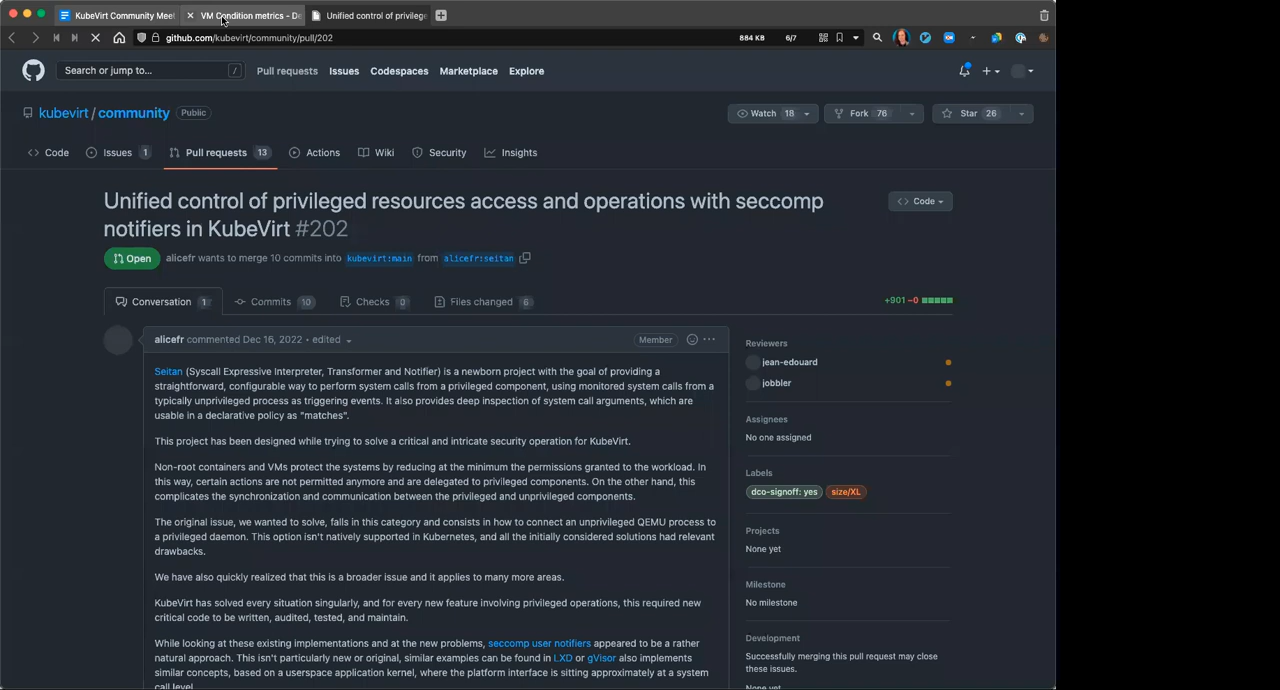 KubeVirt Community Meet
VM Condition metrics - De
Unified control of privileg
github.com/kubevirt/community/pull/202
884 KB
6/7
Search or jump to...
/
Pull requests
Issues
Codespaces
Marketplace
Explore
kubevirt / community
Public
Watch 18
Fork 76
Star 26
Code
Issues 1
Pull requests 13
Actions
Wiki
Security
Insights
Unified control of privileged resources access and operations with seccomp
notifiers in KubeVirt #202
Code
Open
alicefr wants to merge 10 commits into kubevirt:main from alicefr:seitan
Conversation 1
Commits 10
Checks 0
Files changed 6
+901 −0
alicefr commented Dec 16, 2022 • edited
Member
Seitan (Syscall Expressive Interpreter, Transformer and Notifier) is a newborn project with the goal of providing a
straightforward, configurable way to perform system calls from a privileged component, using monitored system calls from a
typically unprivileged process as triggering events. It also provides deep inspection of system call arguments, which are
usable in a declarative policy as "matches".
This project has been designed while trying to solve a critical and intricate security operation for KubeVirt.
Non-root containers and VMs protect the systems by reducing at the minimum the permissions granted to the workload. In
this way, certain actions are not permitted anymore and are delegated to privileged components. On the other hand, this
complicates the synchronization and communication between the privileged and unprivileged components.
The original issue, we wanted to solve, falls in this category and consists in how to connect an unprivileged QEMU process to
a privileged daemon. This option isn't natively supported in Kubernetes, and all the initially considered solutions had relevant
drawbacks.
We have also quickly realized that this is a broader issue and it applies to many more areas.
KubeVirt has solved every situation singularly, and for every new feature involving privileged operations, this required new
critical code to be written, audited, tested, and maintain.
While looking at these existing implementations and at the new problems, seccomp user notifiers appeared to be a rather
natural approach. This isn't particularly new or original, similar examples can be found in LXD or gVisor also implements
similar concepts, based on a userspace application kernel, where the platform interface is sitting approximately at a system
call level.
Reviewers
jean-edouard
jobbler
Assignees
No one assigned
Labels
dco-signoff: yes
size/XL
Projects
None yet
Milestone
No milestone
Development
Successfully merging this pull request may close
these issues.
None yet